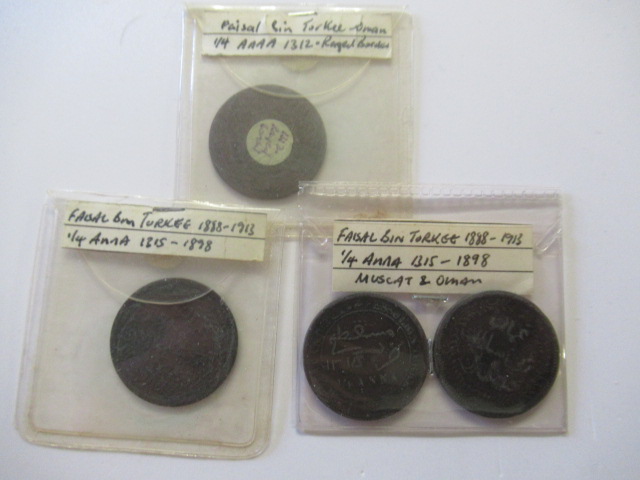 Faisal Bin Turkee - Oman
1/4 ANNA 1312 - Ringed Border
FAISAL Bin TURKEE 1888-1913
1/4 ANNA 1315 - 1898
FAISAL BIN TURKEE 1888-1913
1/4 ANNA 1315 - 1898
MUSCAT & OMAN